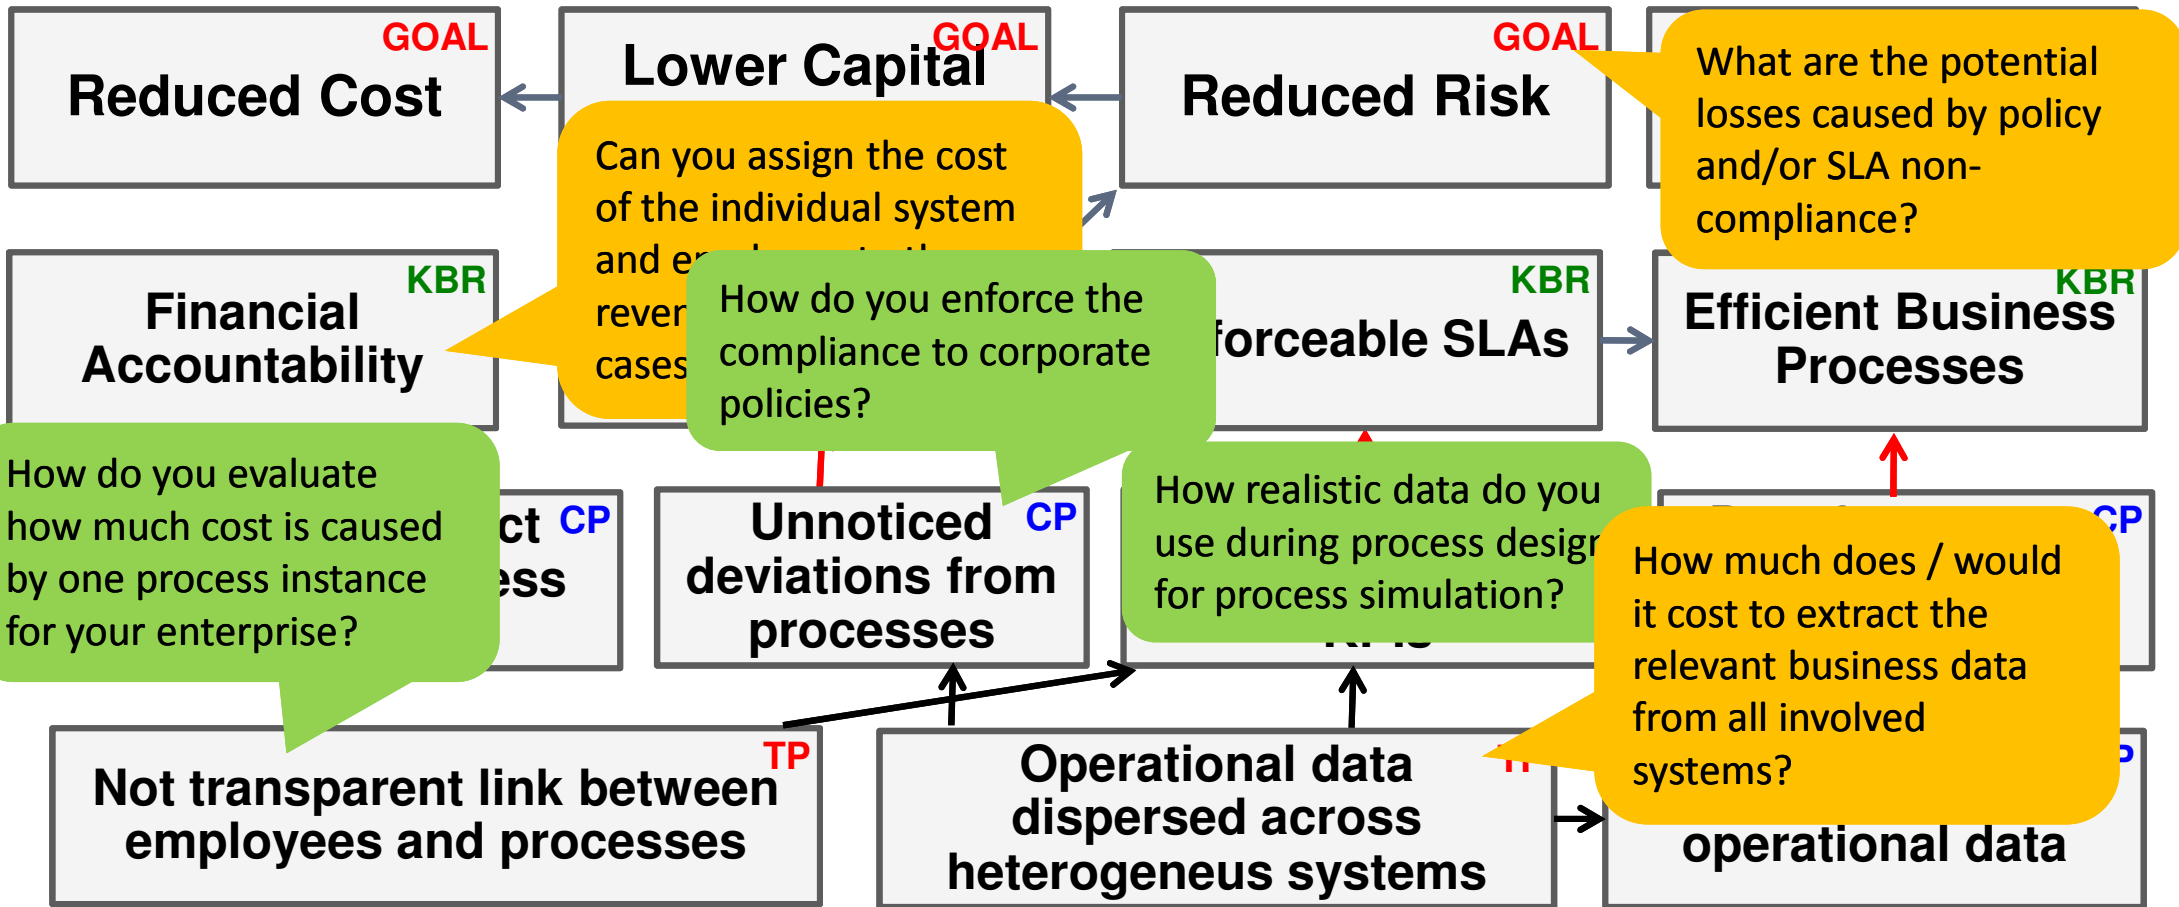 GOAL
Reduced Cost
GOAL
Lower Capital
GOAL
Reduced Risk
What are the potential
losses caused by policy
and/or SLA non-
compliance?
Can you assign the cost
of the individual system
and
cases
KBR
Financial
Accountability
How do you enforce the
compliance to corporate
policies?
KBR
forceable SLAs
KBR
Efficient Business
Processes
How do you evaluate
how much cost is caused
by one process instance
for your enterprise?
CP
ct
ess
CP
Unnoticed
deviations from
processes
How realistic data do you
use during process design
for process simulation?
CP
How much does / would
it cost to extract the
relevant business data
from all involved
systems?
TP
Not transparent link between
employees and processes
Operational data
dispersed across
heterogeneus systems
operational data